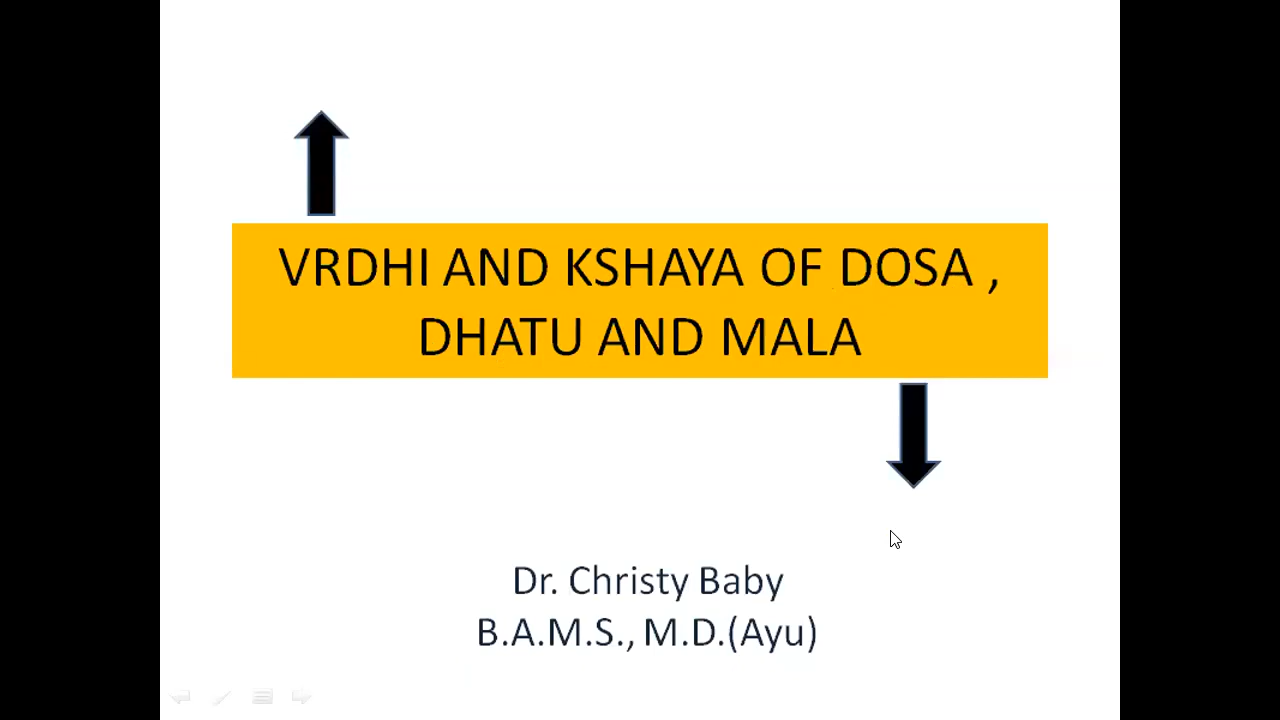 VRDHI AND KSHAYA OF DOSA ,
DHATU AND MALA
Dr. Christy Baby
B.A.M.S., M.D.(Ayu)